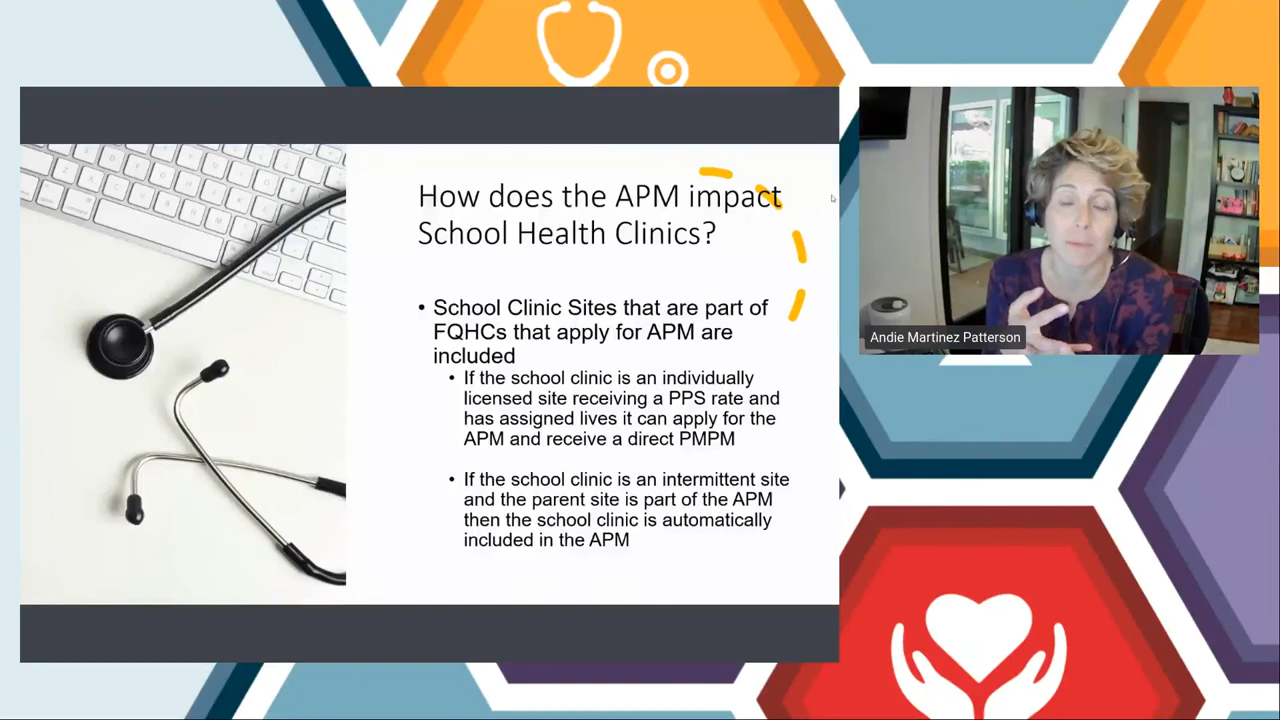 How does the APM impact
School Health Clinics?
• School Clinic Sites that are part of
FQHCs that apply for APM are
included
• If the school clinic is an individually
licensed site receiving a PPS rate and
has assigned lives it can apply for the
APM and receive a direct PMPM
• If the school clinic is an intermittent site
and the parent site is part of the APM
then the school clinic is automatically
included in the APM
Andie Martinez Patterson